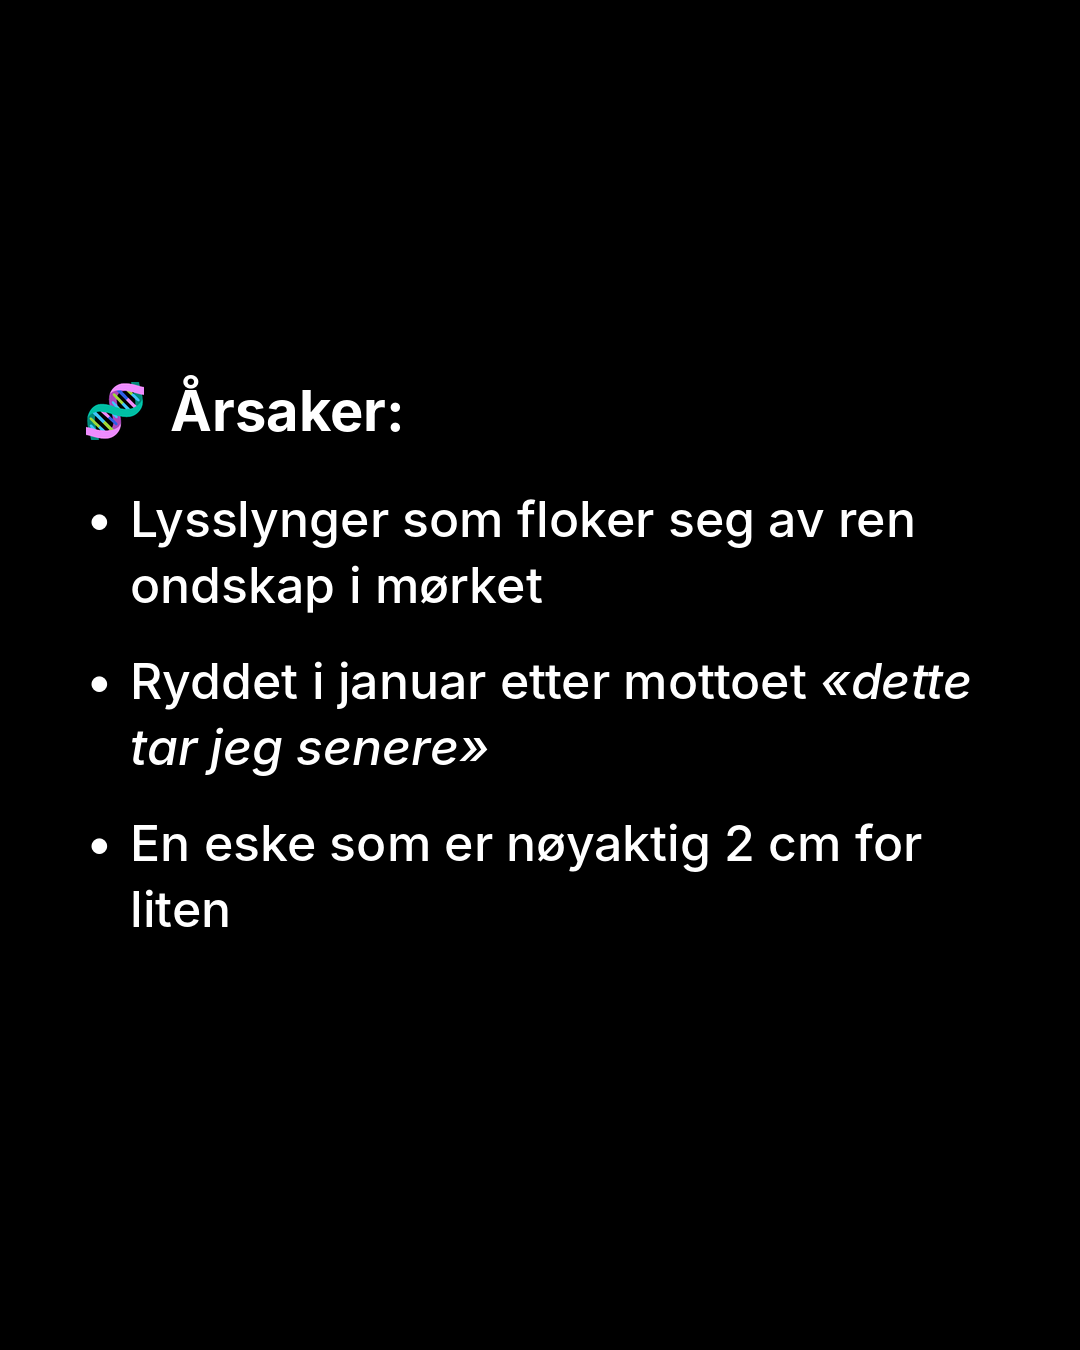 🧬 Årsaker:
• Lysslynger som floker seg av ren
ondskap i mørket
• Ryddet i januar etter mottoet «dette
tar jeg senere»
• En eske som er nøyaktig 2 cm for
liten